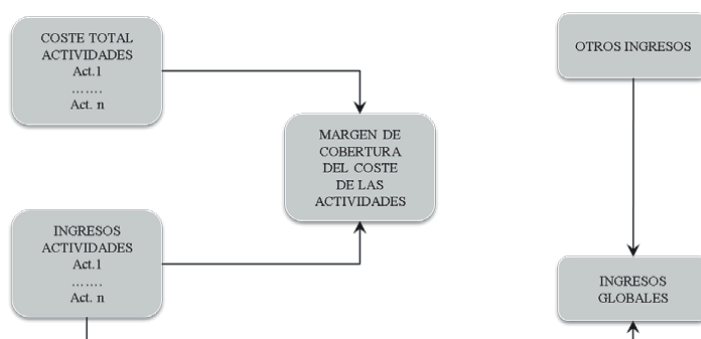 COSTE TOTAL
ACTIVIDADES
Act.1
.......
Act. n
OTROS INGRESOS
MARGEN DE
COBERTURA
DEL COSTE
DE LAS
ACTIVIDADES
INGRESOS
ACTIVIDADES
Act.1
.......
Act. n
INGRESOS
GLOBALES